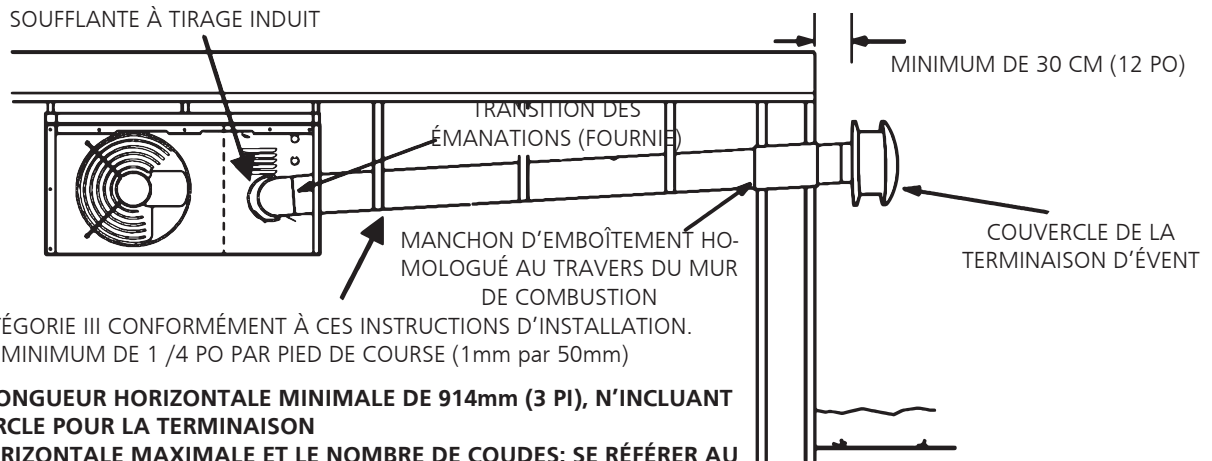 SOUFFLANTE À TIRAGE INDUIT
MINIMUM DE 30 CM (12 PO)
TRANSITION DES
ÉMANATIONS (FOURNIE)
MANCHON D'EMBOÎTEMENT HO-
MOLOGUÉ AU TRAVERS DU MUR
DE COMBUSTION
COUVERCLE DE LA
TERMINAISON D'ÉVENT
TÉGORIE III CONFORMÉMENT À CES INSTRUCTIONS D'INSTALLATION.
MINIMUM DE 1 /4 PO PAR PIED DE COURSE (1mm par 50mm)
ONGUEUR HORIZONTALE MINIMALE DE 914mm (3 PI), N'INCLUANT
RCLE POUR LA TERMINAISON
RIZONTALE MAXIMALE ET LE NOMBRE DE COUDES: SE RÉFÉRER AU